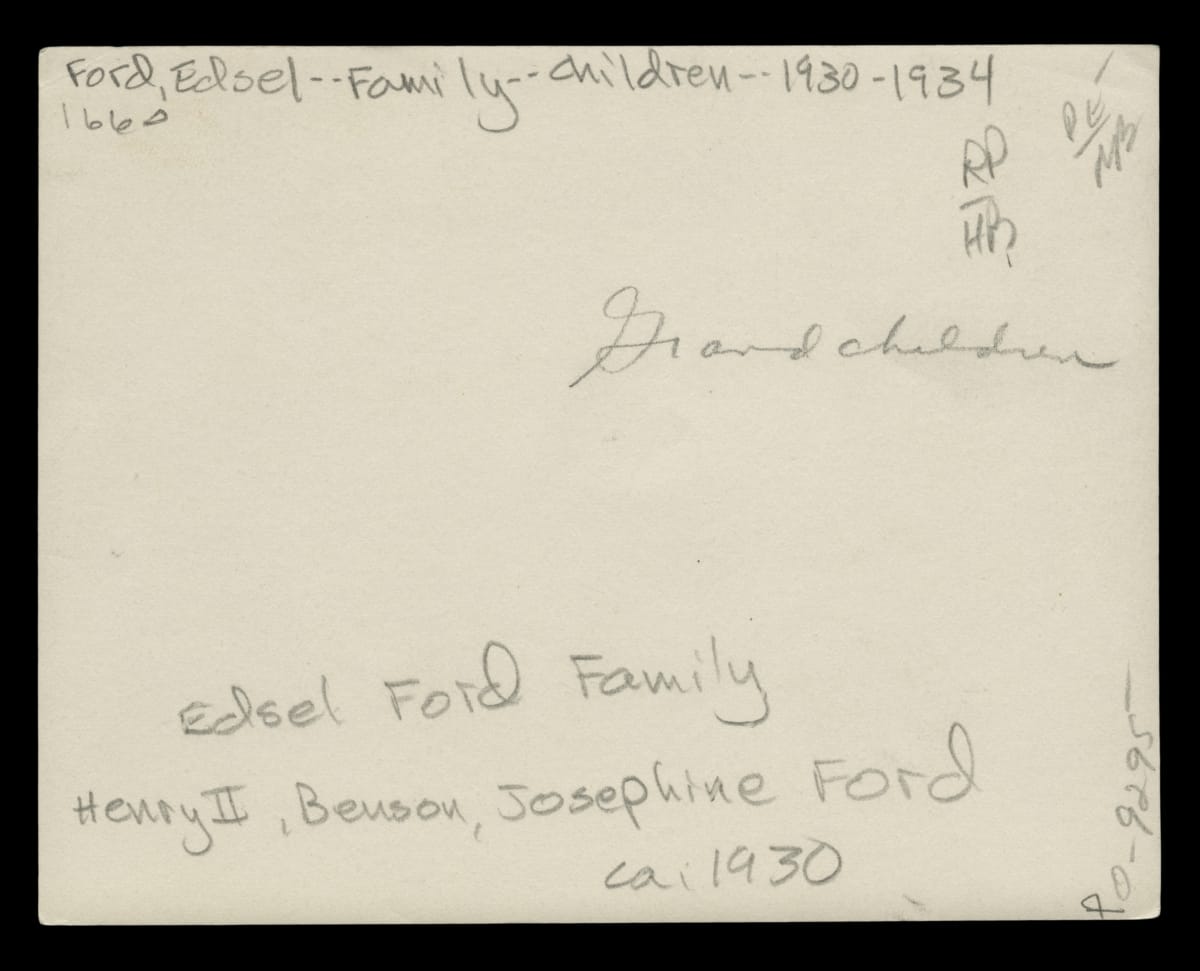 Ford, Edsel--Family--children--1930-1934
1660
RP
HB
Grandchildren
Edsel Ford Family
Henry II, Benson, Josephine Ford
ca. 1930